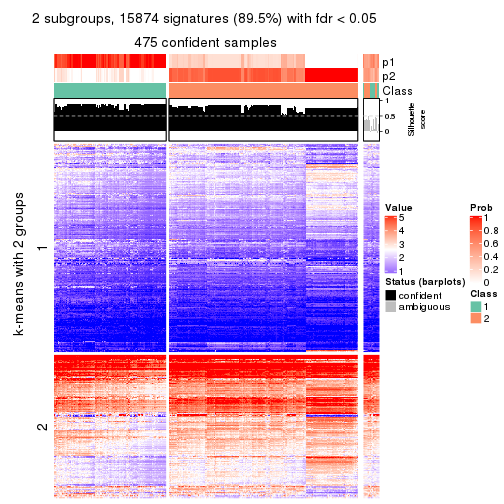 2 subgroups, 15874 signatures (89.5%) with fdr < 0.05
475 confident samples
p1
p2
Class
1
0.5
0
Silhouette
score
k-means with 2 groups
1
2
Value
5
4
3
2
1
Status (barplots)
confident
ambiguous
Prob
1
0.8
0.6
0.4
0.2
0
Class
1
2